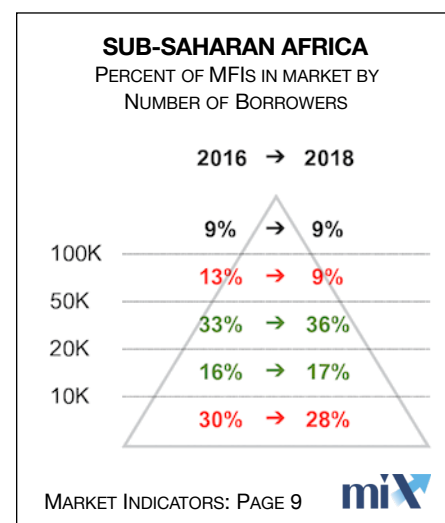 SUB-SAHARAN AFRICA
PERCENT OF MFIS IN MARKET BY
NUMBER OF BORROWERS
2016 → 2018
9% → 9%
100K
13% → 9%
50K
33% → 36%
20K
16% → 17%
10K
30% → 28%
MARKET INDICATORS: PAGE 9
miX